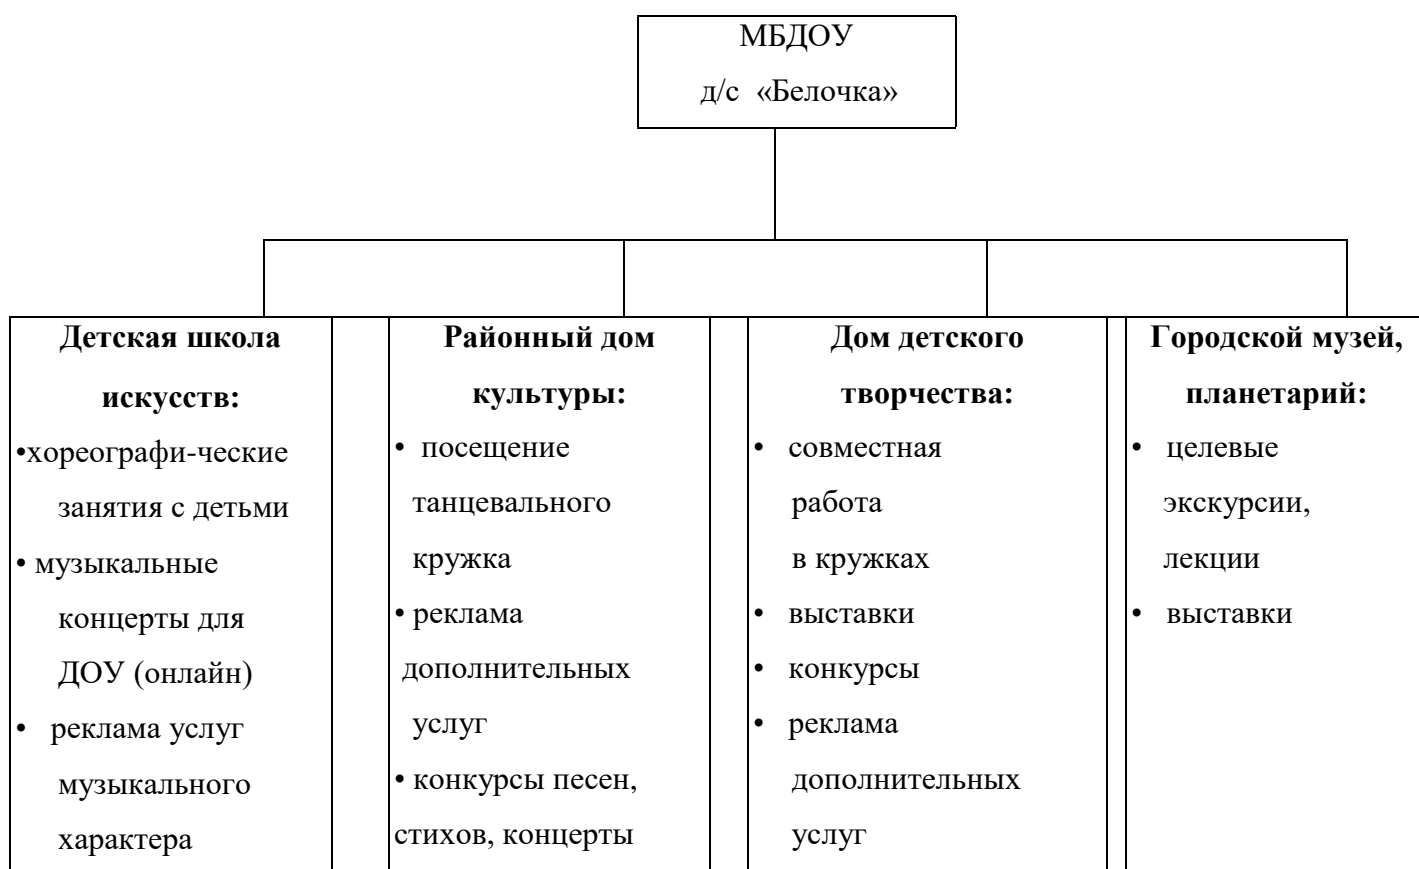 МБДОУ
д/с «Белочка»
Детская школа
искусств:
•хореографи-ческие
занятия с детьми
• музыкальные
концерты для
ДОУ (онлайн)
• реклама услуг
музыкального
характера
Районный дом
культуры:
• посещение
танцевального
кружка
• реклама
дополнительных
услуг
• конкурсы песен,
стихов, концерты
Дом детского
творчества:
• совместная
работа
в кружках
• выставки
• конкурсы
• реклама
дополнительных
услуг
Городской музей,
планетарий:
• целевые
экскурсии,
лекции
• выставки